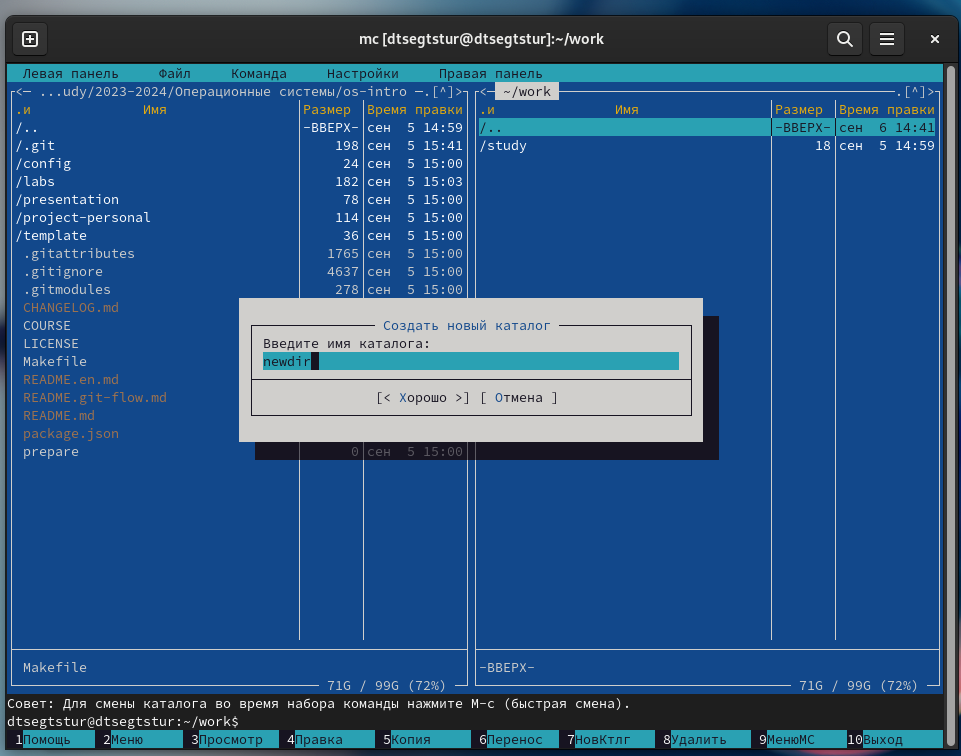 mc [dtsegtstur@dtsegtstur]:~/work
Левая панель Файл Команда Настройки Правая панель
<─ ...udy/2023-2024/Операционные системы/os-intro ─.[^]>
.и Имя Размер Время правки
/.. -ВВЕРХ- сен 5 14:59
/.git 198 сен 5 15:41
/config 24 сен 5 15:00
/labs 182 сен 5 15:03
/presentation 78 сен 5 15:00
/project-personal 114 сен 5 15:00
/template 36 сен 5 15:00
.gitattributes 1765 сен 5 15:00
.gitignore 4637 сен 5 15:00
.gitmodules 278 сен 5 15:00
CHANGELOG.md
COURSE
LICENSE
Makefile
README.en.md
README.git-flow.md
README.md
package.json
prepare 0 сен 5 15:00
Makefile
71G / 99G (72%)
<─ ~/work .[^]>
.и Имя Размер Время правки
/.. -ВВЕРХ- сен 6 14:41
/study 18 сен 5 14:59
-ВВЕРХ-
71G / 99G (72%)
Создать новый каталог
Введите имя каталога:
newdir
[< Хорошо >] [ Отмена ]
Совет: Для смены каталога во время набора команды нажмите M-c (быстрая смена).
dtsegtstur@dtsegtstur:~/work$
1Помощь 2Меню 3Просмотр 4Правка 5Копия 6Перенос 7НовКтлг 8Удалить 9МенюMC 10Выход